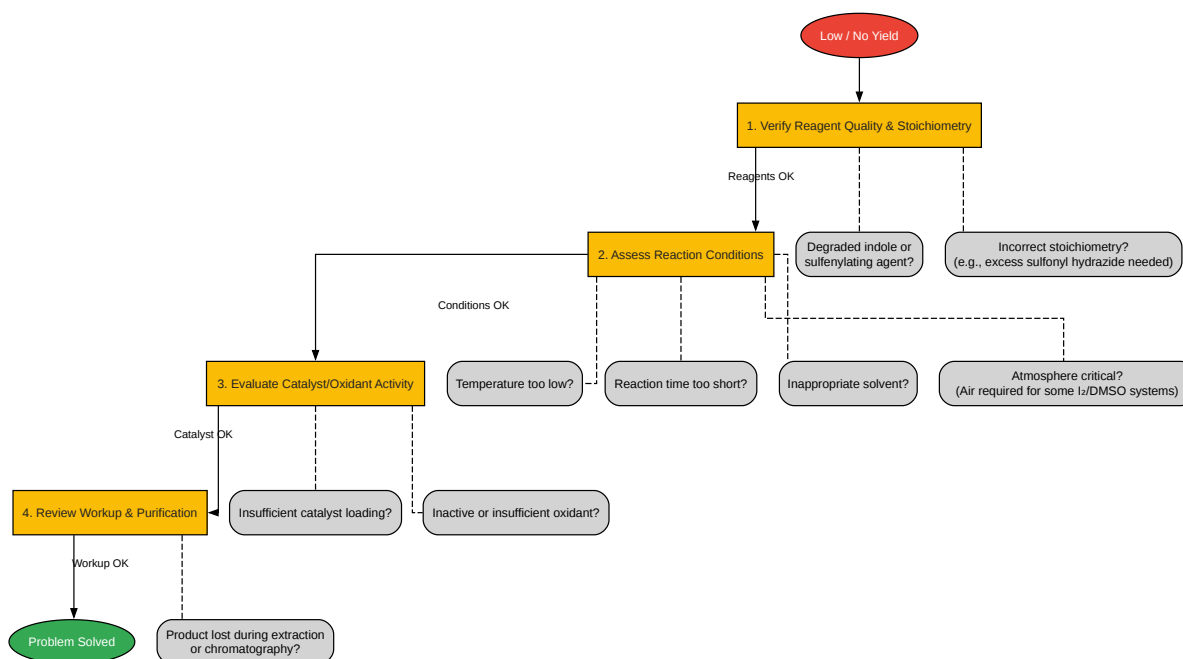 Low / No Yield
1. Verify Reagent Quality & Stoichiometry
Reagents OK
2. Assess Reaction Conditions
Degraded indole or
sulfenylating agent?
Incorrect stoichiometry?
(e.g., excess sulfonyl hydrazide needed)
Conditions OK
3. Evaluate Catalyst/Oxidant Activity
Temperature too low?
Reaction time too short?
Inappropriate solvent?
Atmosphere critical?
(Air required for some I₂/DMSO systems)
Catalyst OK
4. Review Workup & Purification
Insufficient catalyst loading?
Inactive or insufficient oxidant?
Workup OK
Problem Solved
Product lost during extraction
or chromatography?